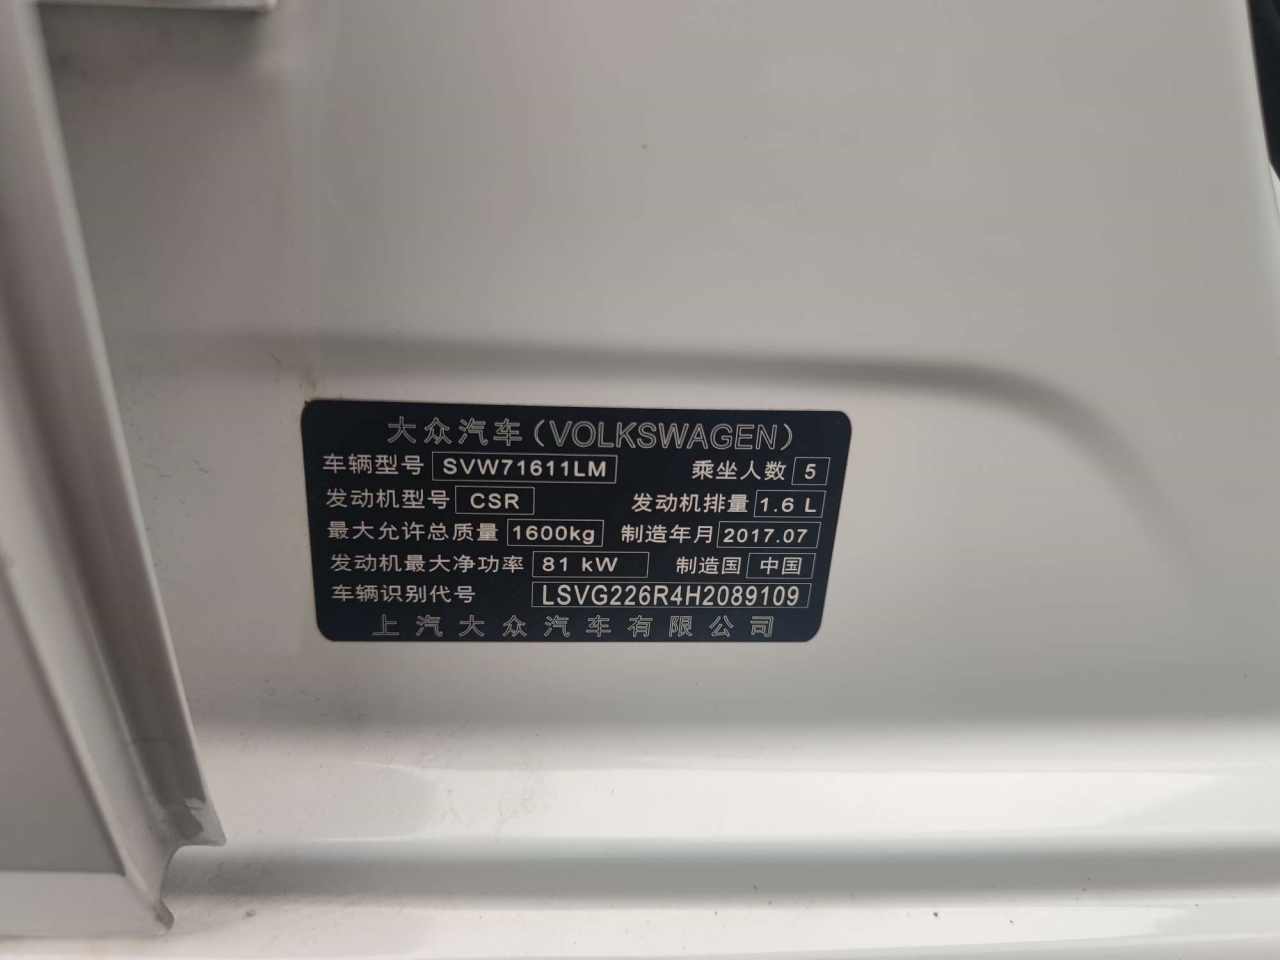 大众汽车(VOLKSWAGEN)
车辆型号 SVW71611LM 乘坐人数 5
发动机型号 CSR 发动机排量 1.6 L
最大允许总质量 1600kg 制造年月 2017.07
发动机最大净功率 81 kW 制造国 中国
车辆识别代号 LSVG226R4H2089109
上汽大众汽车有限公司